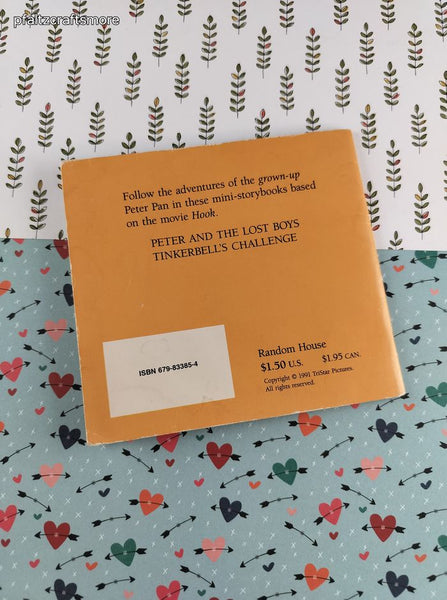 pfaltzcraftsmore
Follow the adventures of the grown-up
Peter Pan in these mini-storybooks based
on the movie Hook.
PETER AND THE LOST BOYS
TINKERBELL'S CHALLENGE
ISBN 679-83385-4
Random House
$1.50 U.S. $1.95 CAN.
Copyright © 1991 TriStar Pictures.
All rights reserved.